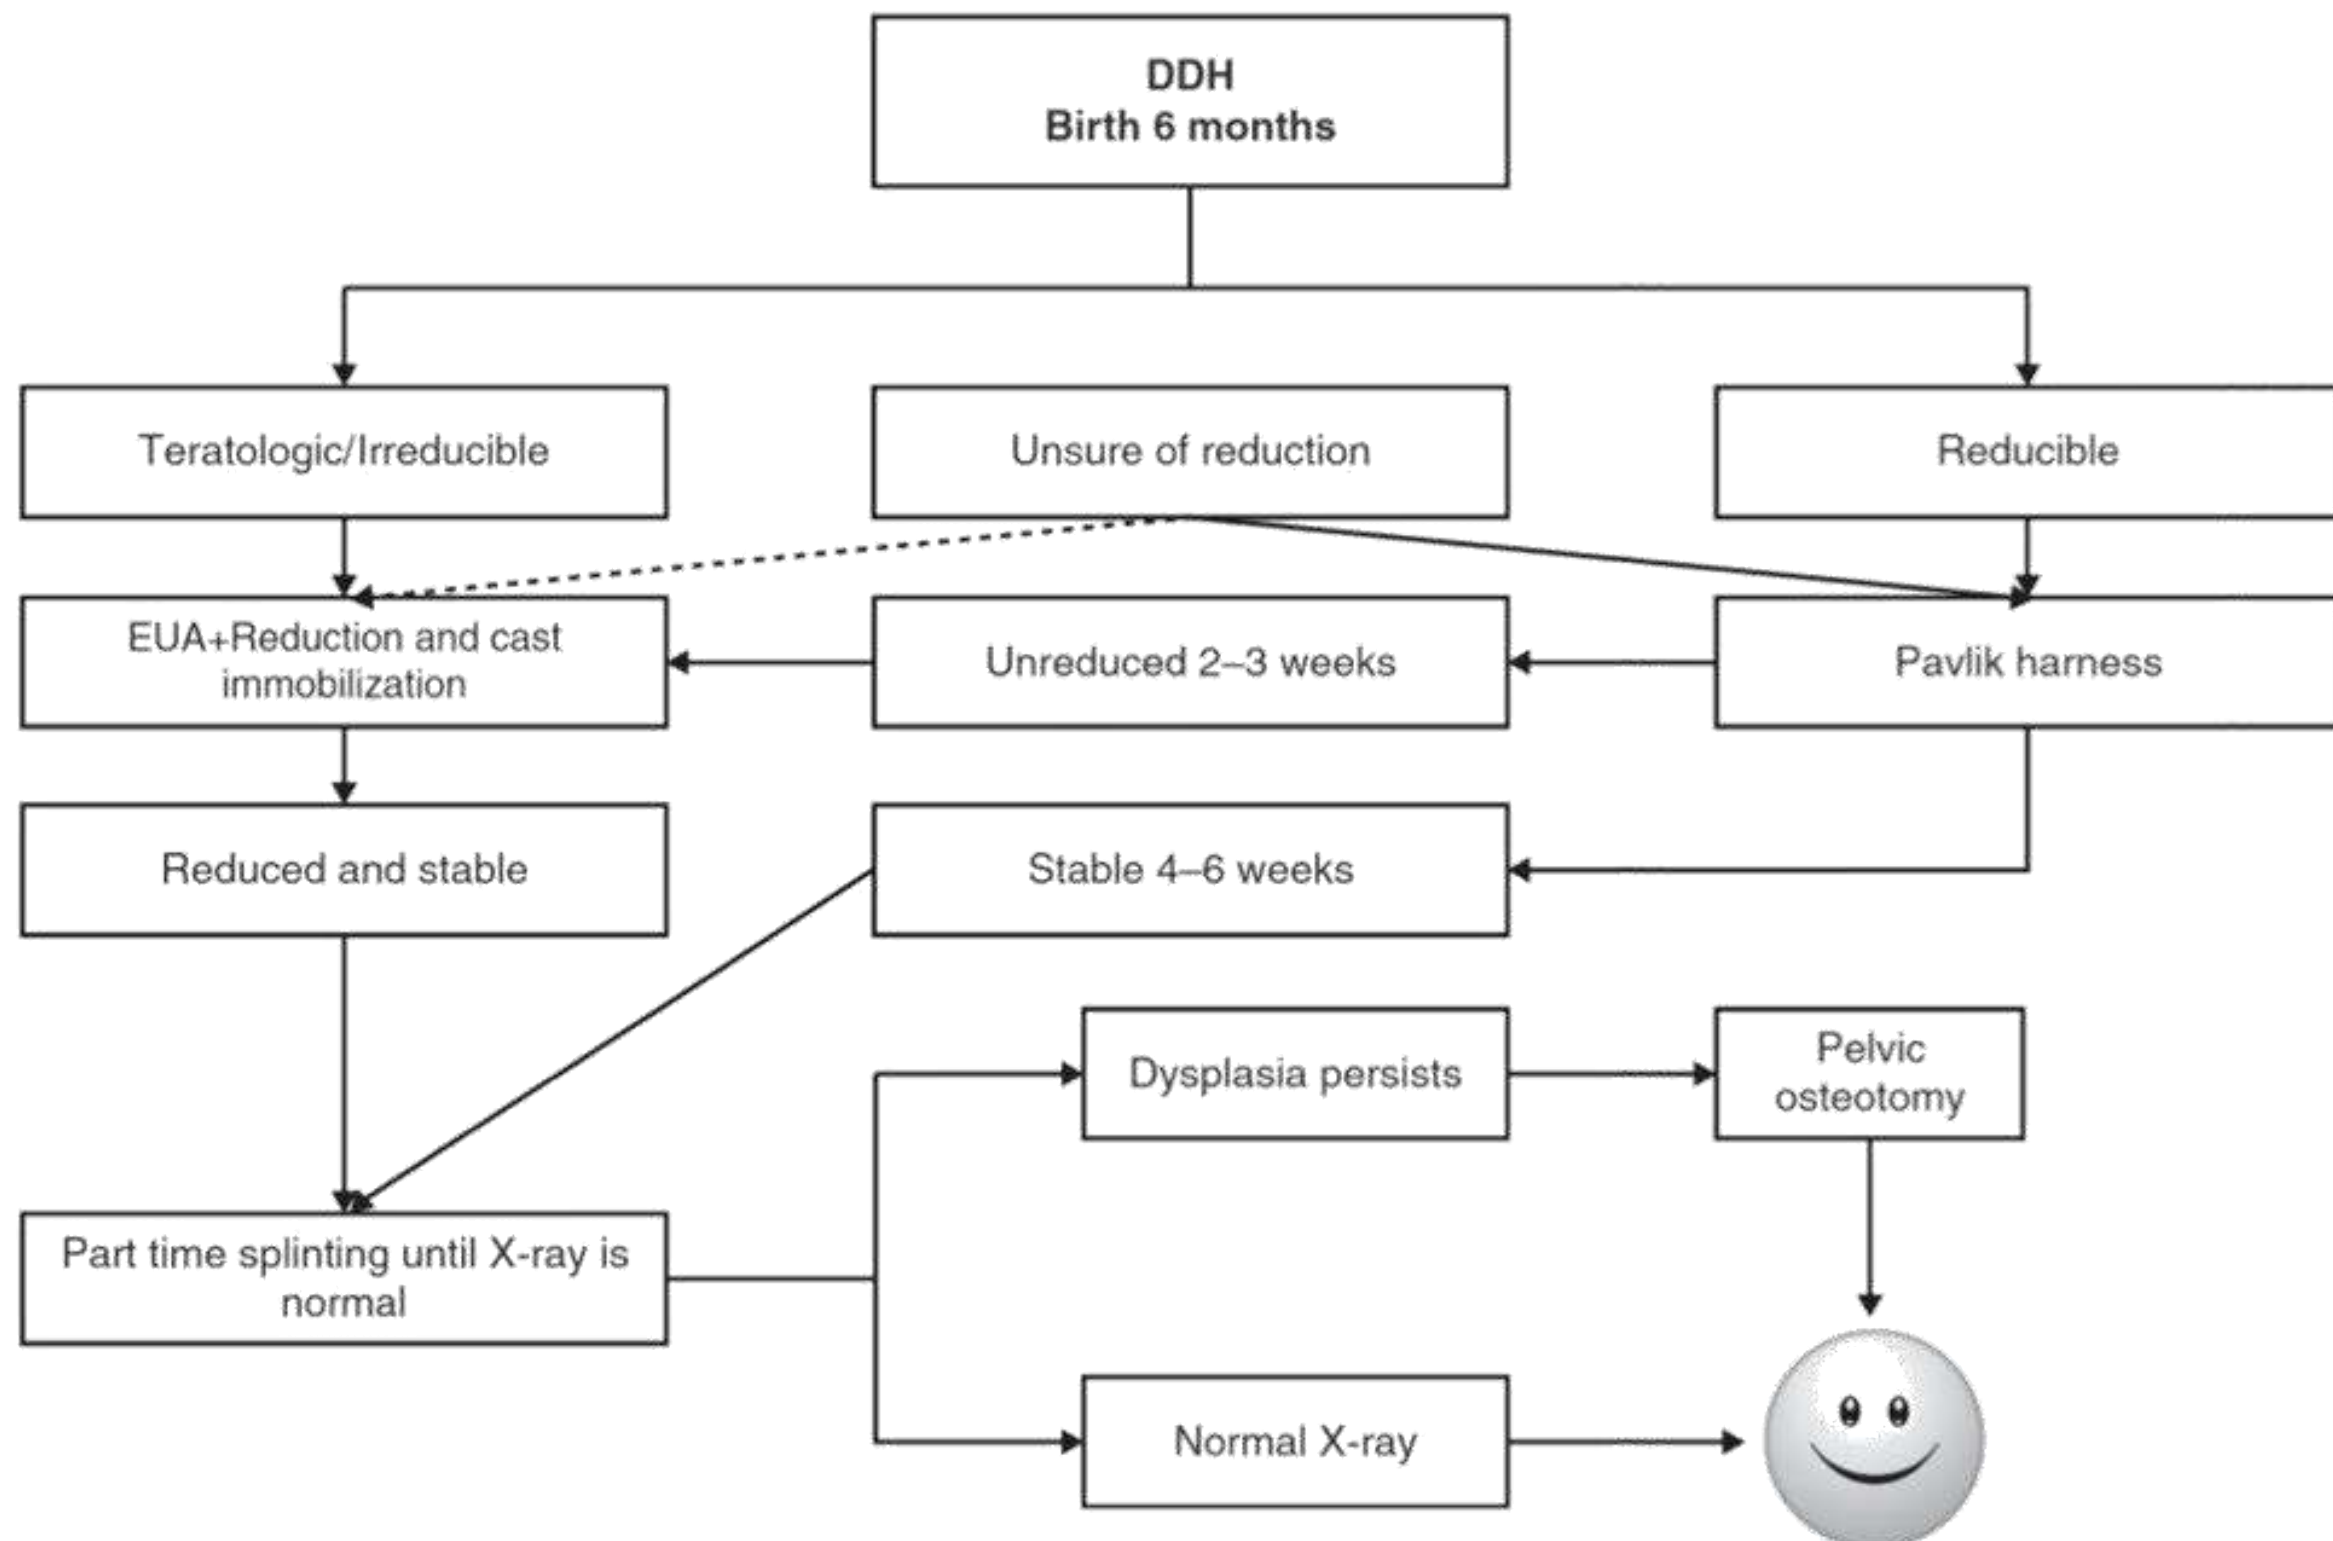 DDH
Birth 6 months
Teratologic/Irreducible
Unsure of reduction
Reducible
EUA+Reduction and cast
immobilization
Unreduced 2–3 weeks
Pavlik harness
Reduced and stable
Stable 4–6 weeks
Dysplasia persists
Pelvic
osteotomy
Part time splinting until X-ray is
normal
Normal X-ray